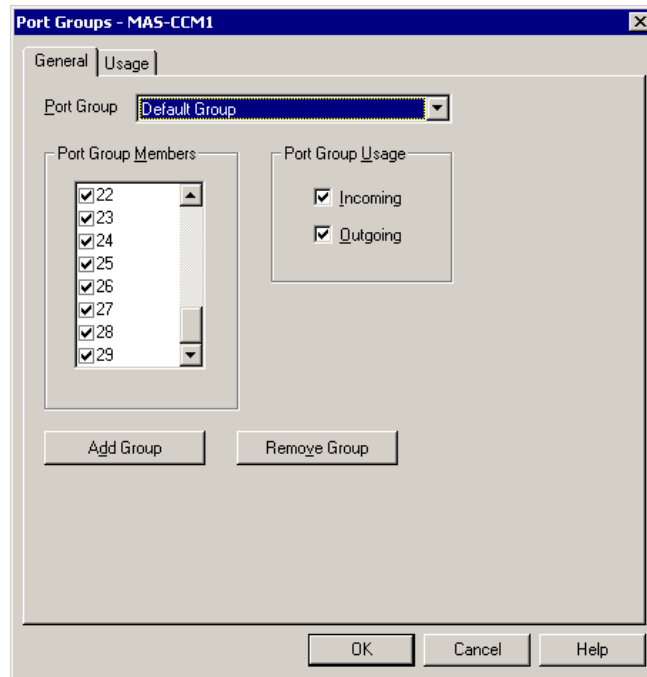 Port Groups - MAS-CCM1
General Usage
Port Group Default Group
Port Group Members Port Group Usage
22
23
24
25
26
27
28
29
Incoming
Outgoing
Add Group Remove Group
OK Cancel Help